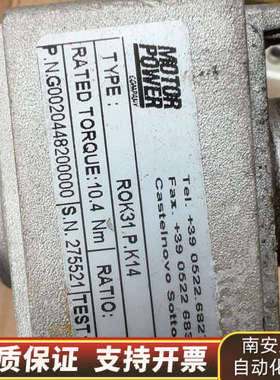 MOTOR
POWER
COMPANY
Tel. +39 0522 682
Fax. +39 0522 68
Castelnovo Sotto
TYPE: ROK31.P.K14
RATED TORQUE:10.4 Nm
RATIO:
P.N.G0020448200000
S.N. 275521
TEST
质保证 支持开票
南安
自动化